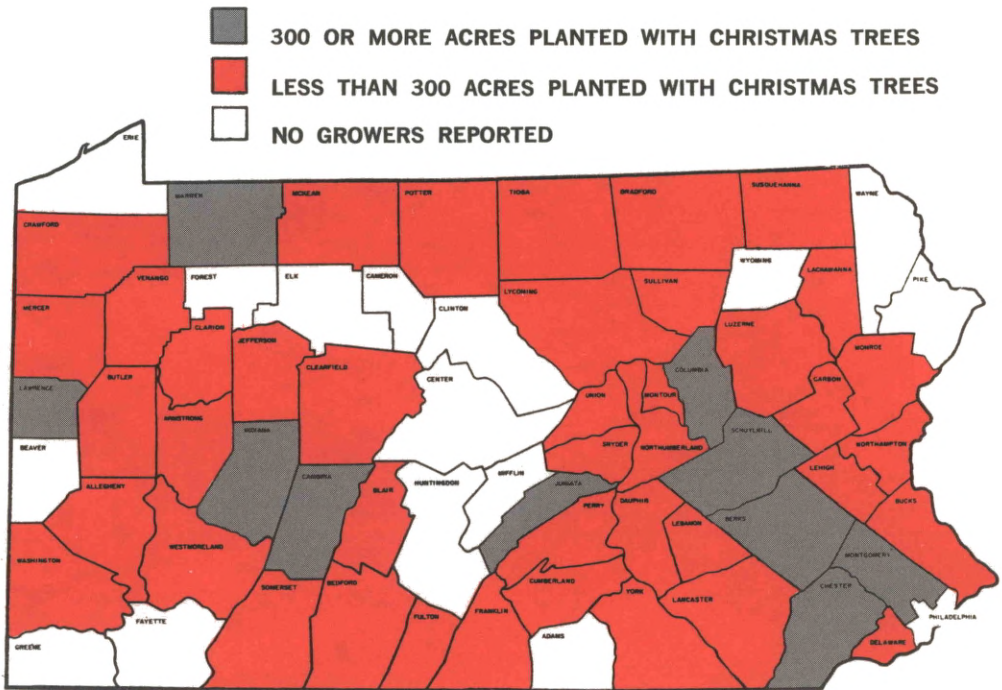 300 OR MORE ACRES PLANTED WITH CHRISTMAS TREES
LESS THAN 300 ACRES PLANTED WITH CHRISTMAS TREES
NO GROWERS REPORTED
ERIE
WARREN
MCKEAN
POTTER
TIOGA
BRADFORD
SUSQUEHANNA
WAYNE
CRAWFORD
VENANGO
FOREST
ELK
CAMERON
WYOMING
LACKAWANNA
PIKE
MERCER
CLARION
JEFFERSON
CLINTON
LYCOMING
SULLIVAN
LUZERNE
MONROE
LAWRENCE
BUTLER
CLEARFIELD
CENTER
COLUMBIA
CARBON
ARMSTRONG
INDIANA
UNION
MONTOUR
SCHUYLKILL
BEAVER
SNYDER
NORTHUMBERLAND
NORTHAMPTON
ALLEGHENY
CAMBRIA
BLAIR
HUNTINGDON
MIFFLIN
JUNIATA
LEHIGH
PERRY
DAUPHIN
LEBANON
BERKS
BUCKS
WASHINGTON
WESTMORELAND
MONTGOMERY
SOMERSET
BEDFORD
CUMBERLAND
CHESTER
FULTON
FRANKLIN
YORK
LANCASTER
GREENE
FAYETTE
ADAMS
PHILADELPHIA
DELAWARE